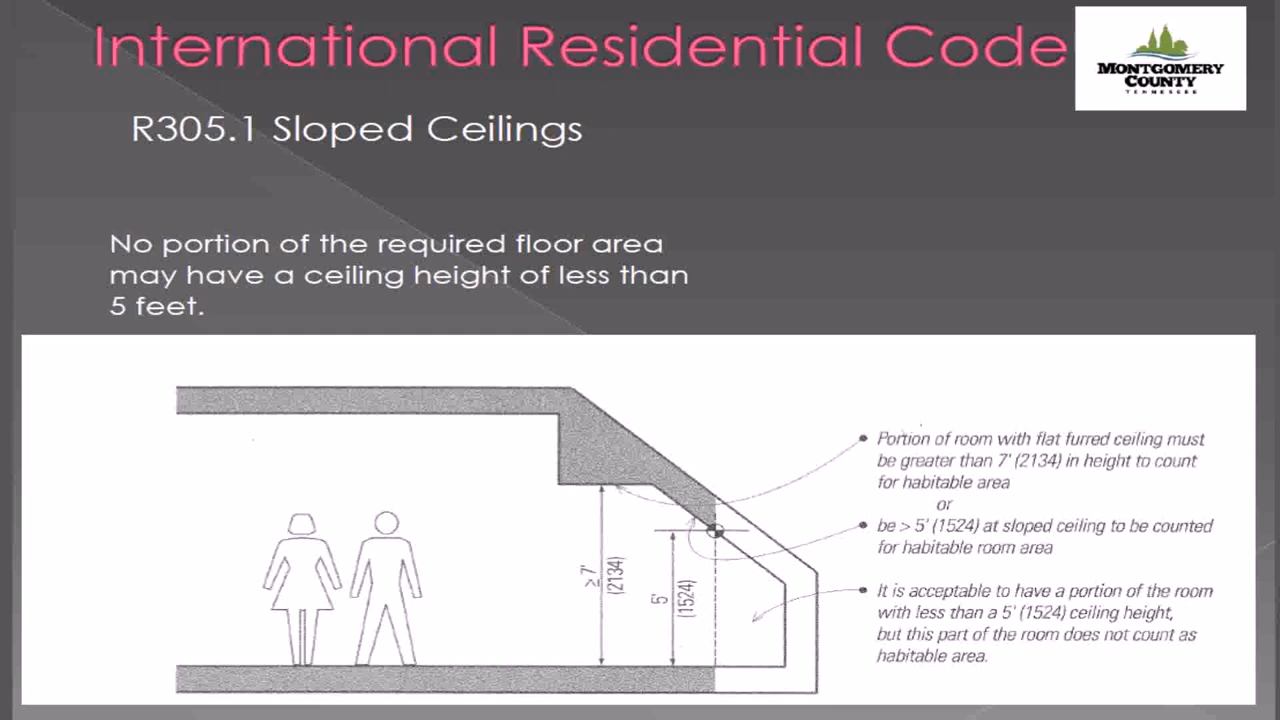 International Residential Code
MONTGOMERY
COUNTY
TENNESSEE
R305.1 Sloped Ceilings
No portion of the required floor area
may have a ceiling height of less than
5 feet.
Portion of room with flat furred ceiling must
be greater than 7' (2134) in height to count
for habitable area
or
be > 5' (1524) at sloped ceiling to be counted
for habitable room area
≥ 7'
(2134)
5'
(1524)
It is acceptable to have a portion of the room
with less than a 5' (1524) ceiling height,
but this part of the room does not count as
habitable area.